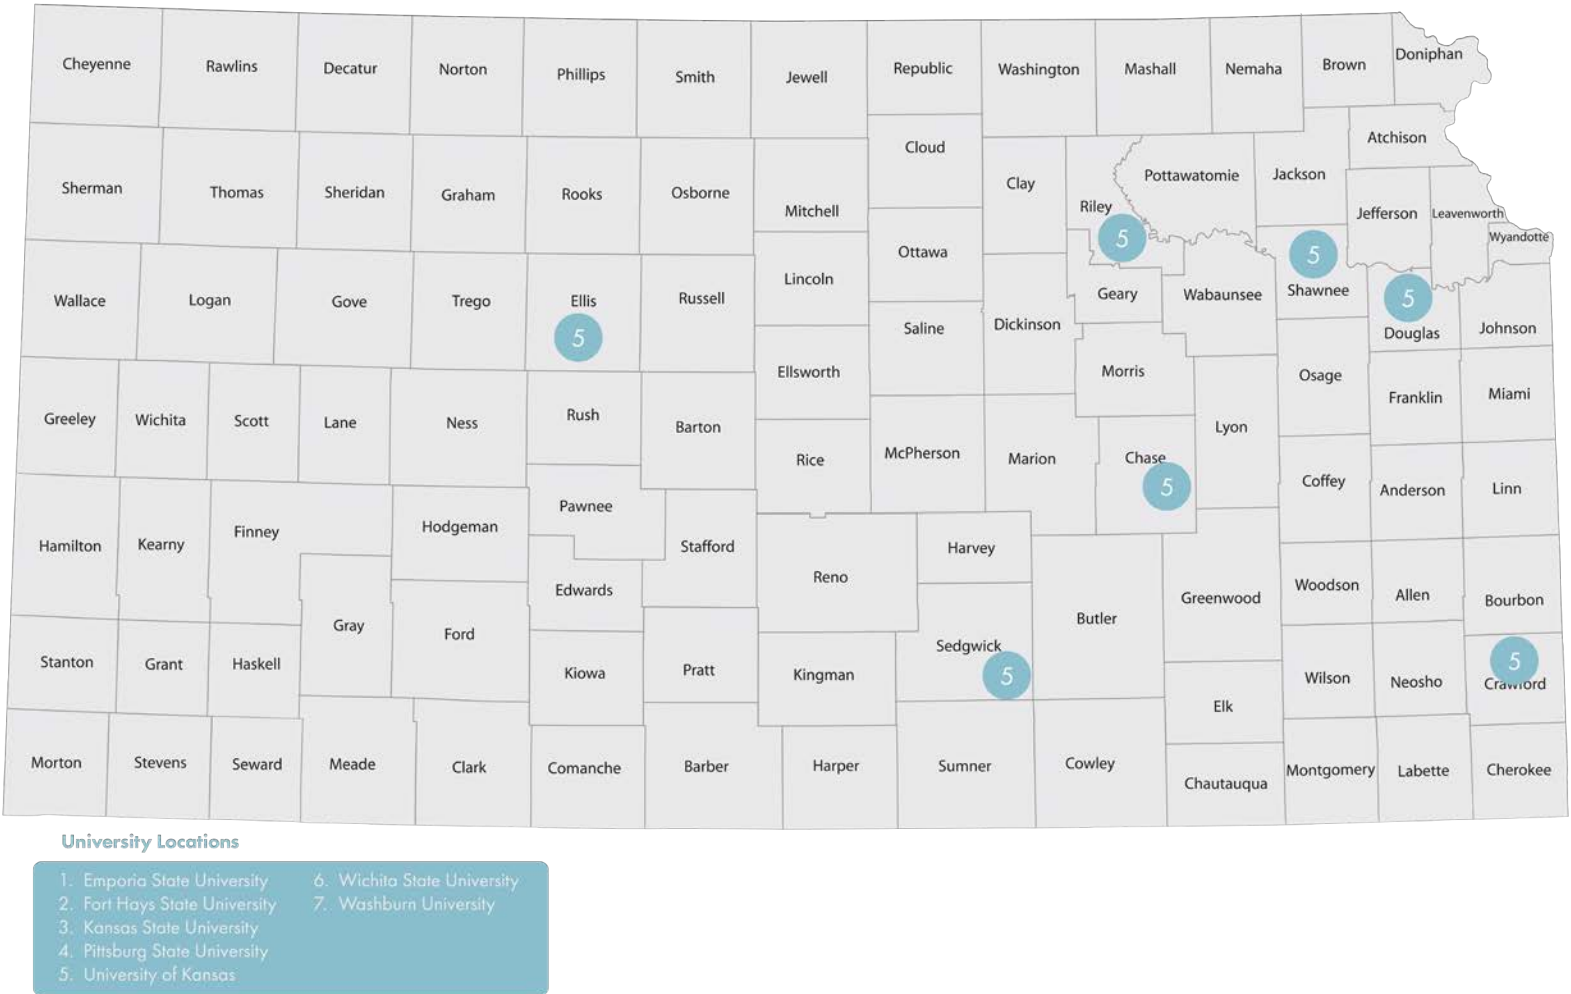 Cheyenne Rawlins Decatur Norton Phillips Smith Jewell Republic Washington Mashall Nemaha Brown Doniphan
Cloud Atchison
Sherman Thomas Sheridan Graham Rooks Osborne Mitchell Clay Riley Pottawatomie Jackson Jefferson Leavenworth
Wyandotte
5 5
Ottawa
Wallace Logan Gove Trego Ellis Russell Lincoln Saline Dickinson Geary Wabaunsee Shawnee 5
5 Douglas Johnson
Ellsworth Morris Osage
Greeley Wichita Scott Lane Ness Rush Barton Rice McPherson Marion Chase Lyon Franklin Miami
5
Coffey Anderson Linn
Hamilton Kearny Finney Hodgeman Pawnee Stafford Reno Harvey
Edwards Butler Greenwood Woodson Allen Bourbon
Gray Ford Sedgwick
5 5
Stanton Grant Haskell Kiowa Pratt Kingman Wilson Neosho Crawford
Elk
Morton Stevens Seward Meade Clark Comanche Barber Harper Sumner Cowley Chautauqua Montgomery Labette Cherokee
University Locations
1. Emporia State University
2. Fort Hays State University
3. Kansas State University
4. Pittsburg State University
5. University of Kansas
6. Wichita State University
7. Washburn University